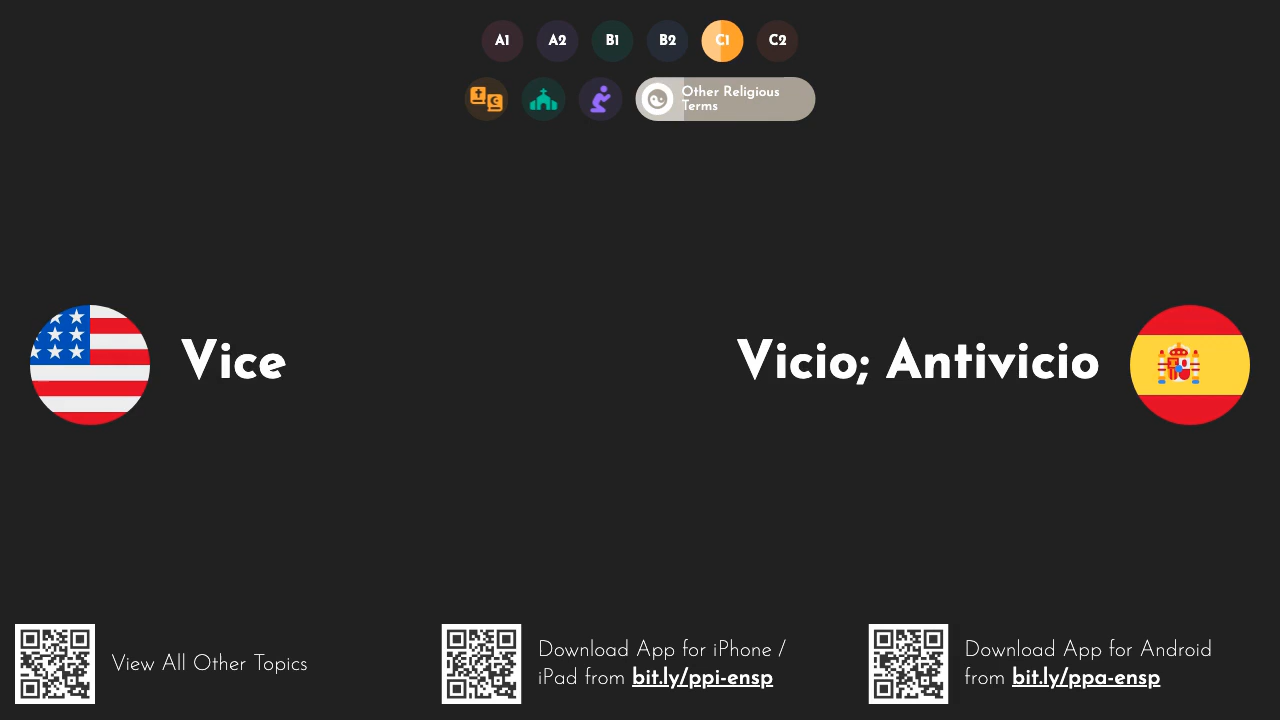 A1 A2 B1 B2 C1 C2
Other Religious
Terms
Vice
Vicio; Antivicio
View All Other Topics
Download App for iPhone /
iPad from bit.ly/ppi-ensp
Download App for Android
from bit.ly/ppa-ensp